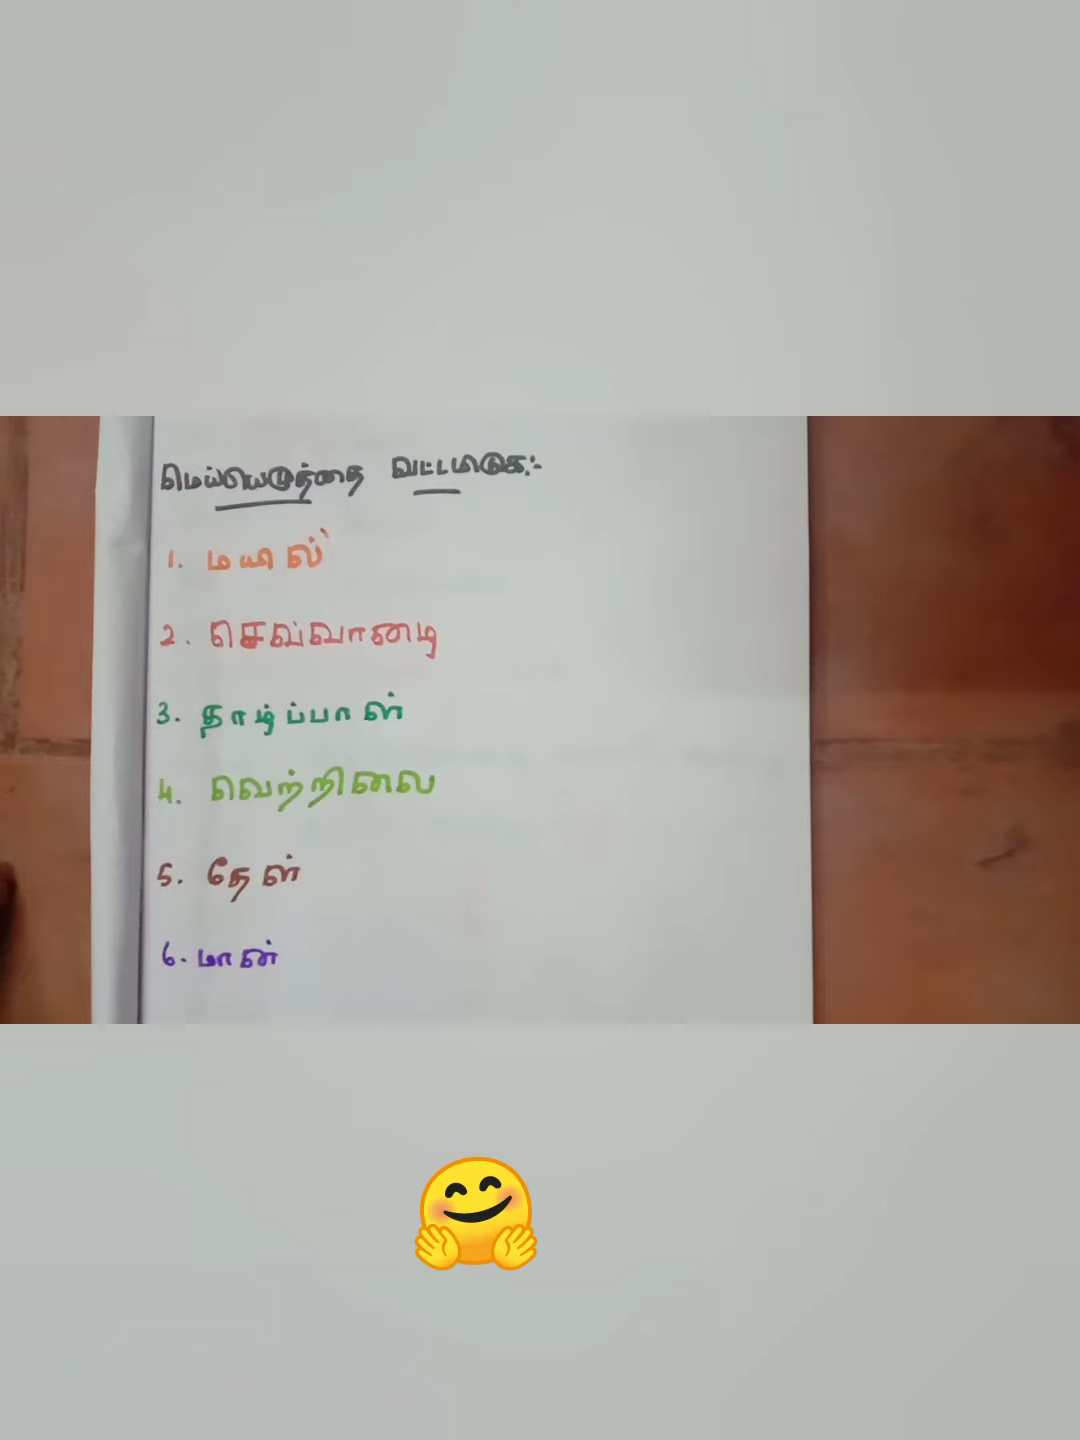 மெய்யெழுத்தை வட்டமிடுக:-
1. மயில்
2. செவ்வாழை
3. தாழ்ப்பாள்
4. வெற்றிலை
5. தேள்
6. மான்